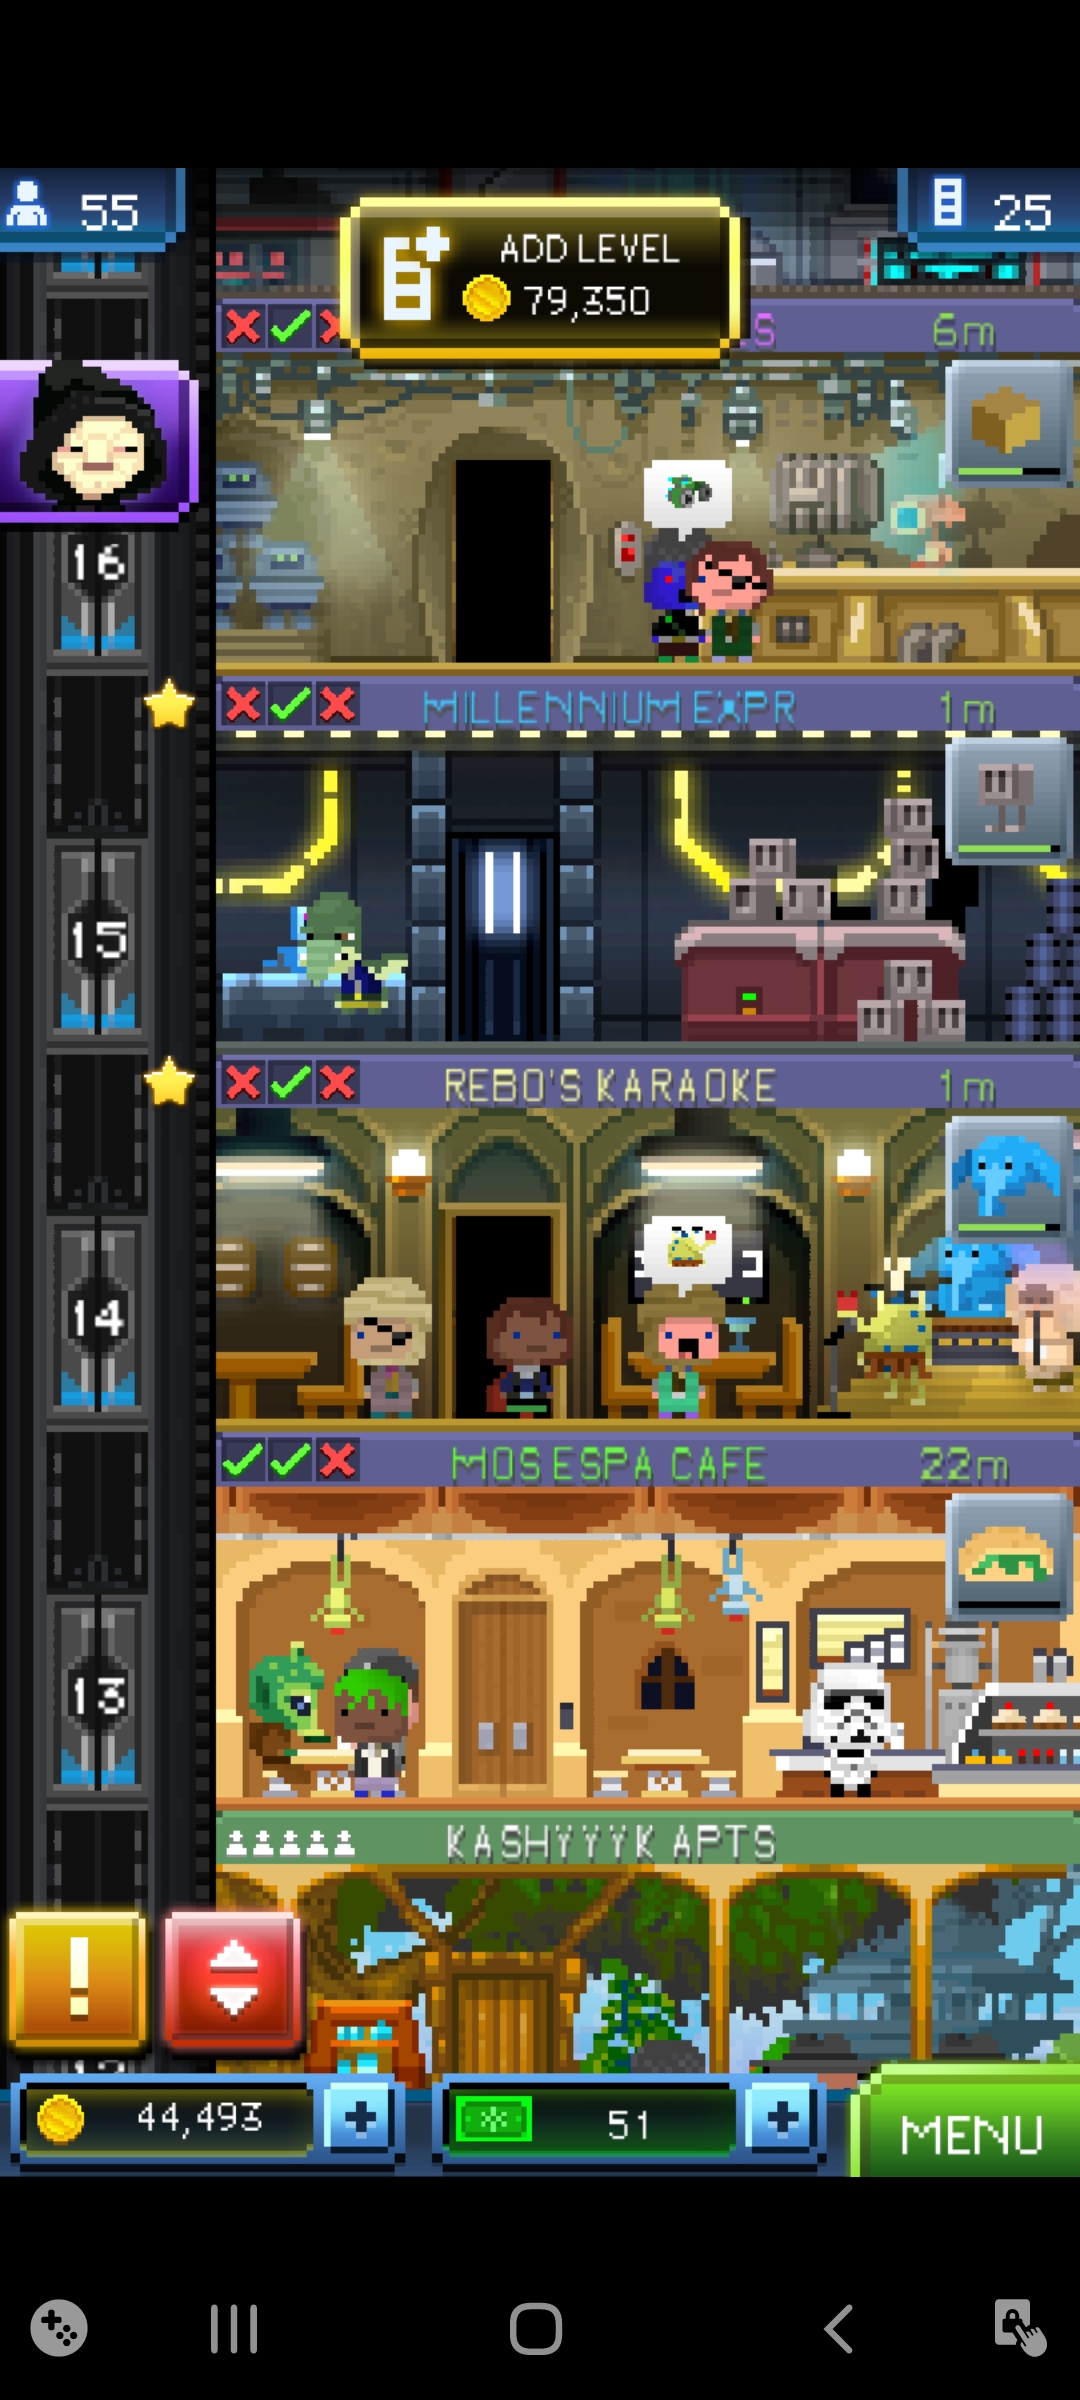 55
ADD LEVEL
79,350
25
S
6m
16
MILLENNIUM EXPR
1m
15
REBO'S KARAOKE
1m
14
MOS ESPA CAFE
22m
13
KASHYYYK APTS
!
44,493
51
MENU